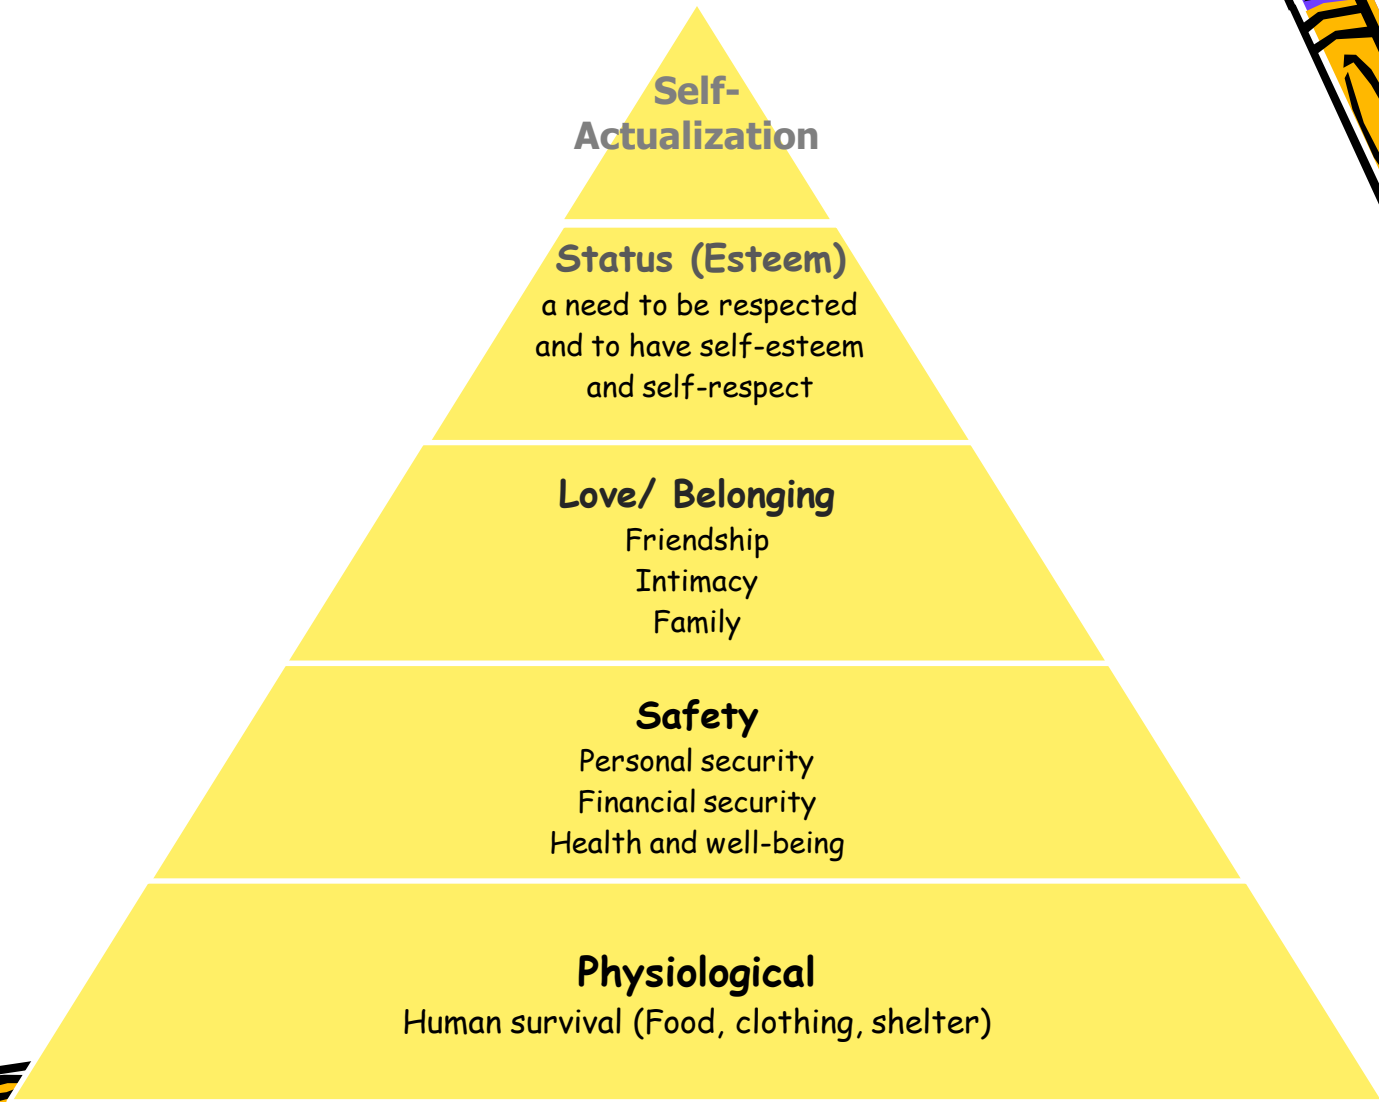 Self-
Actualization
Status (Esteem)
a need to be respected
and to have self-esteem
and self-respect
Love/ Belonging
Friendship
Intimacy
Family
Safety
Personal security
Financial security
Health and well-being
Physiological
Human survival (Food, clothing, shelter)